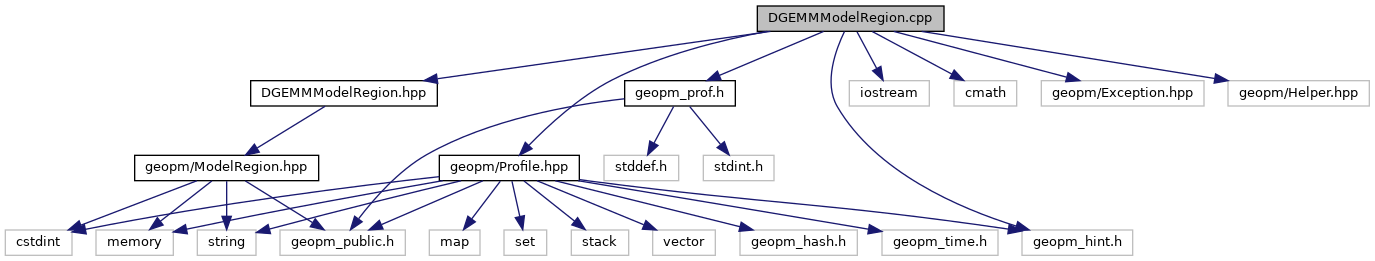 DGEMMModelRegion.cpp
DGEMMModelRegion.hpp
geopm_prof.h
iostream
cmath
geopm/Exception.hpp
geopm/Helper.hpp
geopm/ModelRegion.hpp
geopm/Profile.hpp
stddef.h
stdint.h
cstdint
memory
string
geopm_public.h
map
set
stack
vector
geopm_hash.h
geopm_time.h
geopm_hint.h